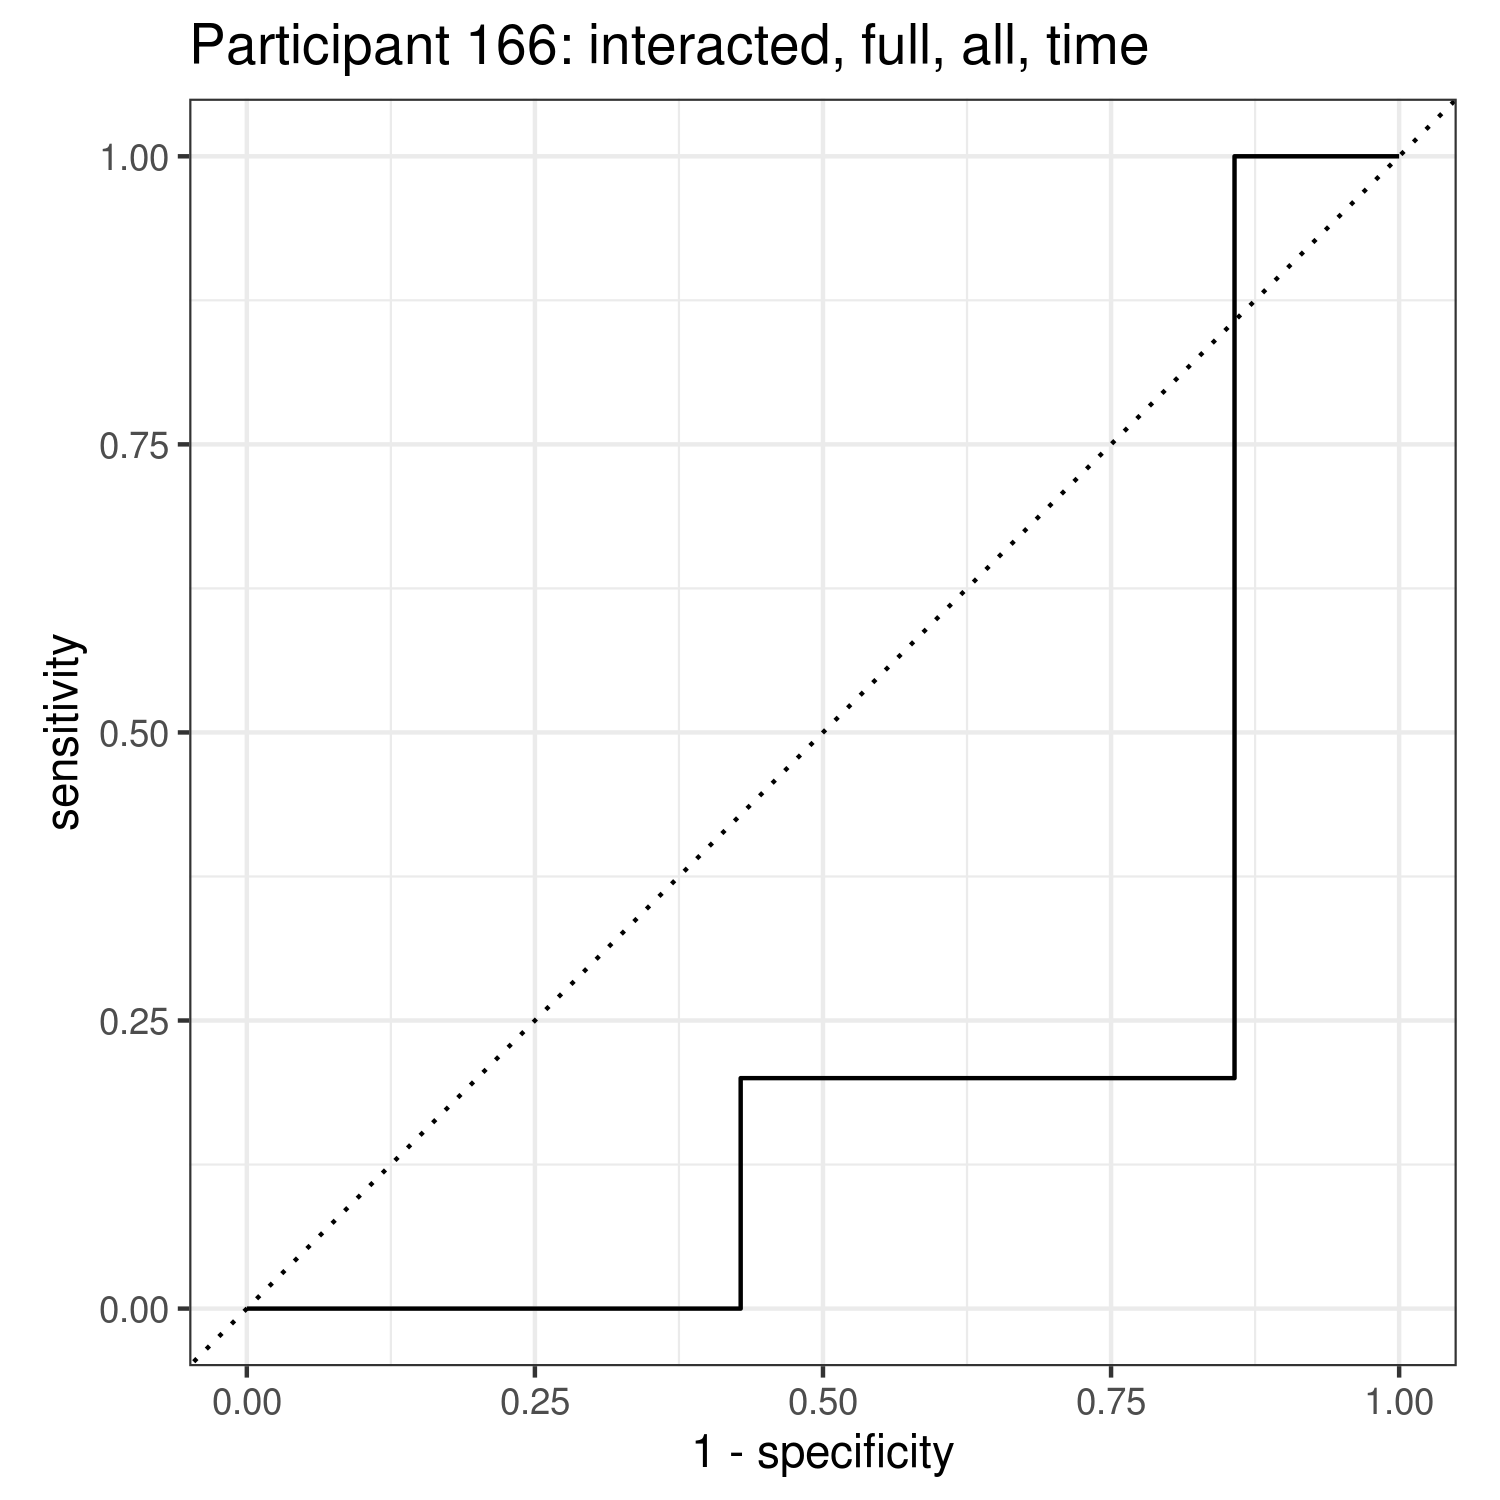 Participant 166: interacted, full, all, time
1.00
0.75
0.50
0.25
0.00
sensitivity
0.00 0.25 0.50 0.75 1.00
1 - specificity